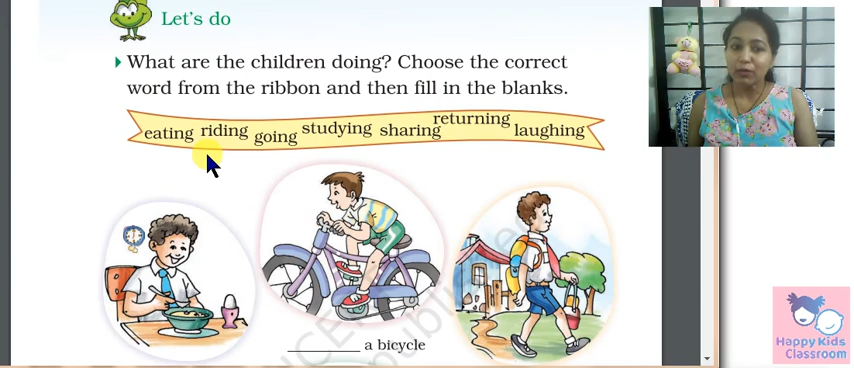 Let's do
What are the children doing? Choose the correct
word from the ribbon and then fill in the blanks.
eating riding going studying sharing returning laughing
_________ a bicycle
Happy Kids
Classroom